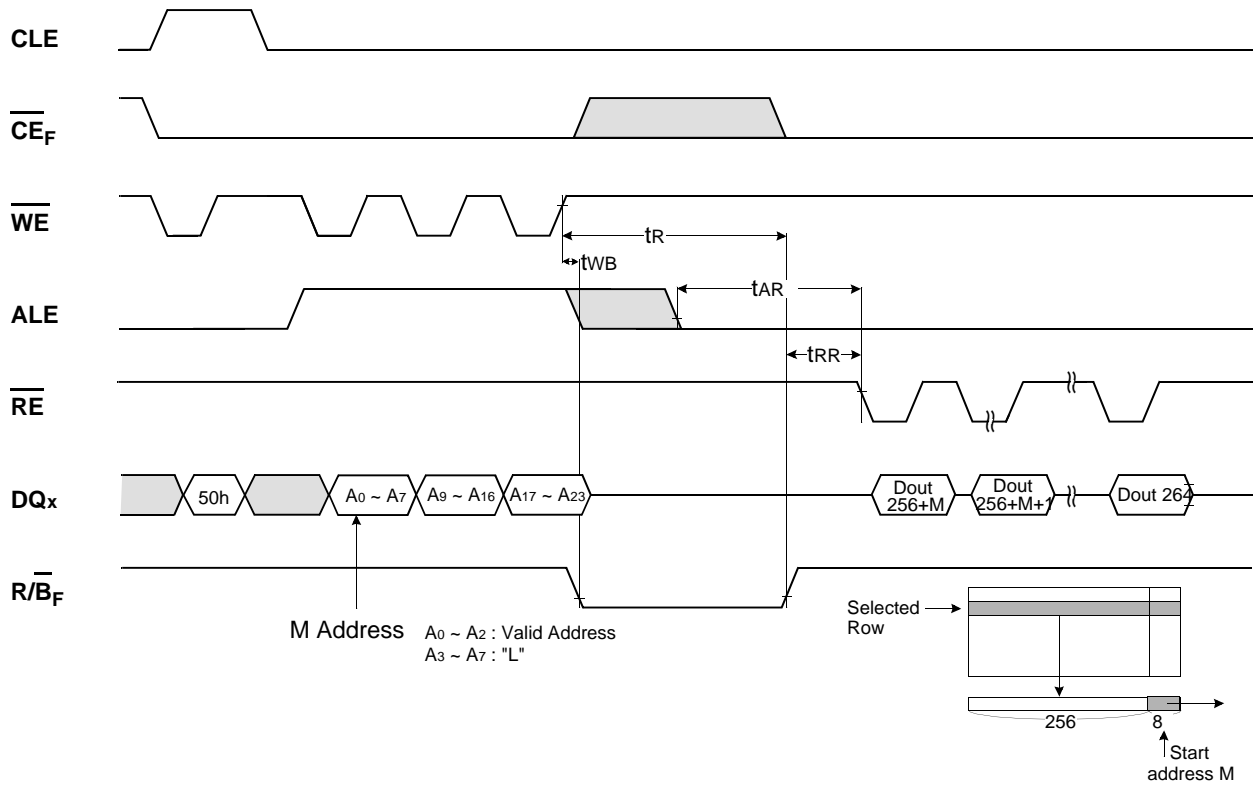 CLE
CEF
WE
tR
tWB
tAR
ALE
tRR
RE
DQx
50h
A0 ~ A7
A9 ~ A16
A17 ~ A23
Dout
256+M
Dout
256+M+1
Dout 264
R/BF
M Address
A0 ~ A2 : Valid Address
A3 ~ A7 : "L"
Selected
Row
256
8
Start
address M